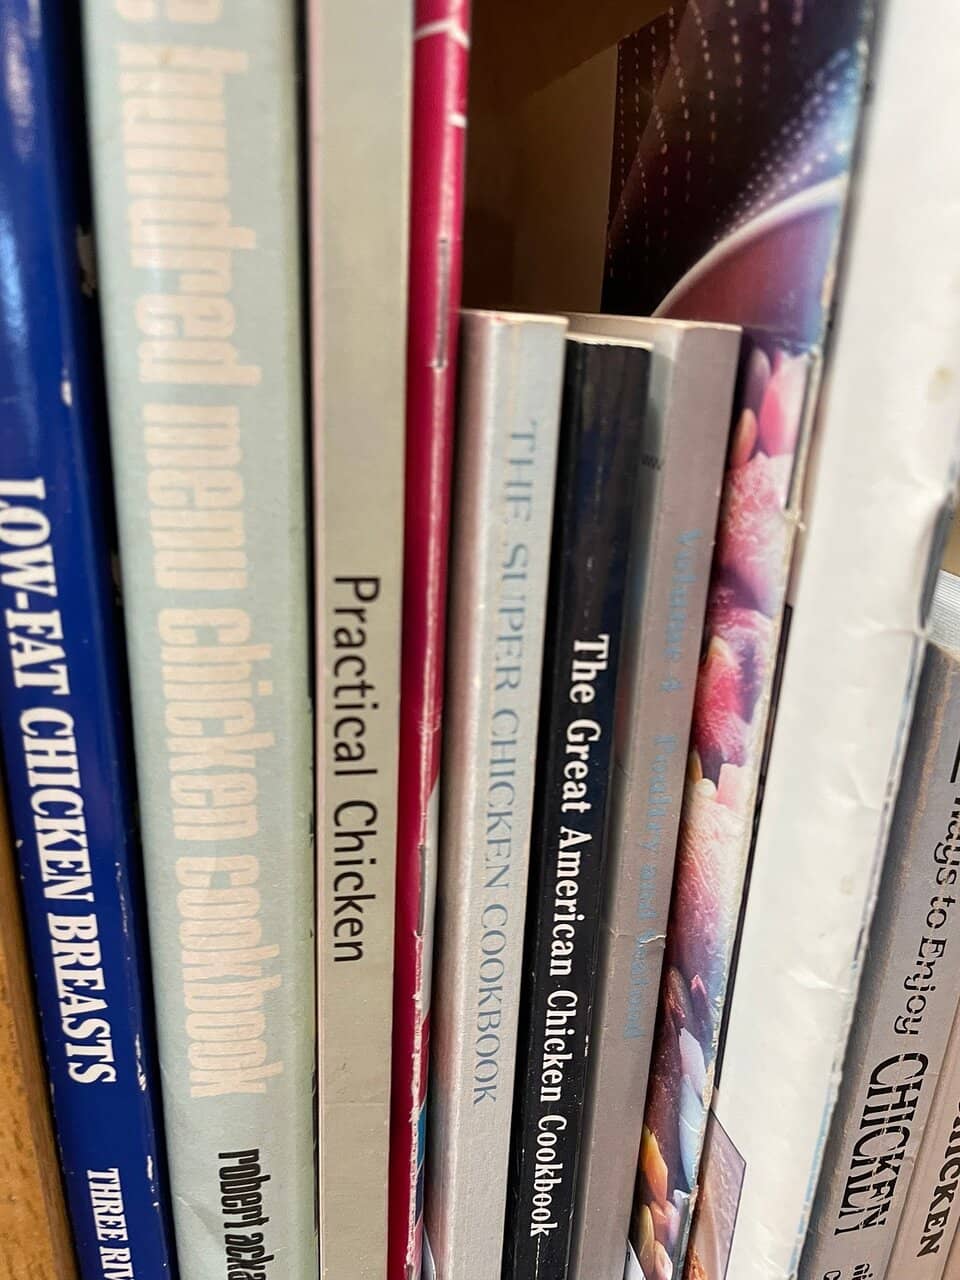 LOW-FAT CHICKEN BREASTS
THREE RIV
hundred menu chicken cookbook
robert acka
Practical Chicken
THE SUPER CHICKEN COOKBOOK
The Great American Chicken Cookbook
Volume 4 Poultry and Seafood
Ways to Enjoy
CHICKEN